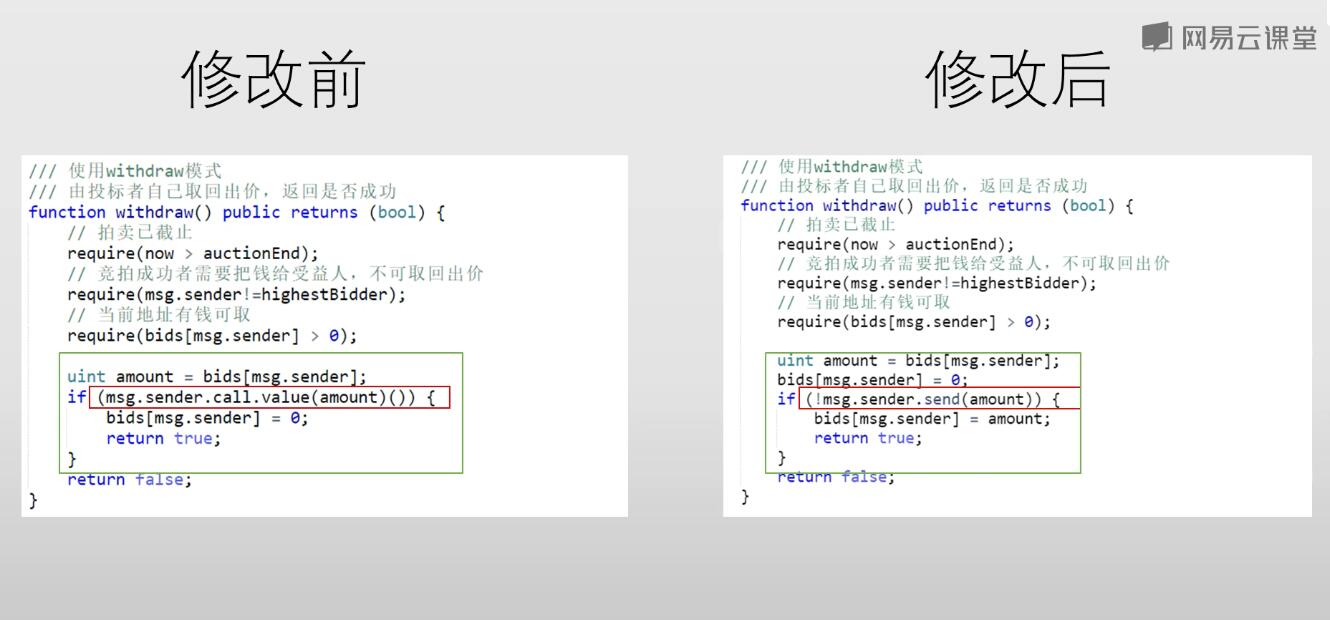 网易云课堂
修改前
修改后
/// 使用withdraw模式
/// 由投标者自己取回出价，返回是否成功
function withdraw() public returns (bool) {
// 拍卖已截止
require(now > auctionEnd);
// 竞拍成功者需要把钱给受益人，不可取回出价
require(msg.sender!=highestBidder);
// 当前地址有钱可取
require(bids[msg.sender] > 0);
uint amount = bids[msg.sender];
if (msg.sender.call.value(amount)()) {
bids[msg.sender] = 0;
return true;
}
return false;
}
/// 使用withdraw模式
/// 由投标者自己取回出价，返回是否成功
function withdraw() public returns (bool) {
// 拍卖已截止
require(now > auctionEnd);
// 竞拍成功者需要把钱给受益人，不可取回出价
require(msg.sender!=highestBidder);
// 当前地址有钱可取
require(bids[msg.sender] > 0);
uint amount = bids[msg.sender];
bids[msg.sender] = 0;
if (!msg.sender.send(amount)) {
bids[msg.sender] = amount;
return true;
}
return false;
}